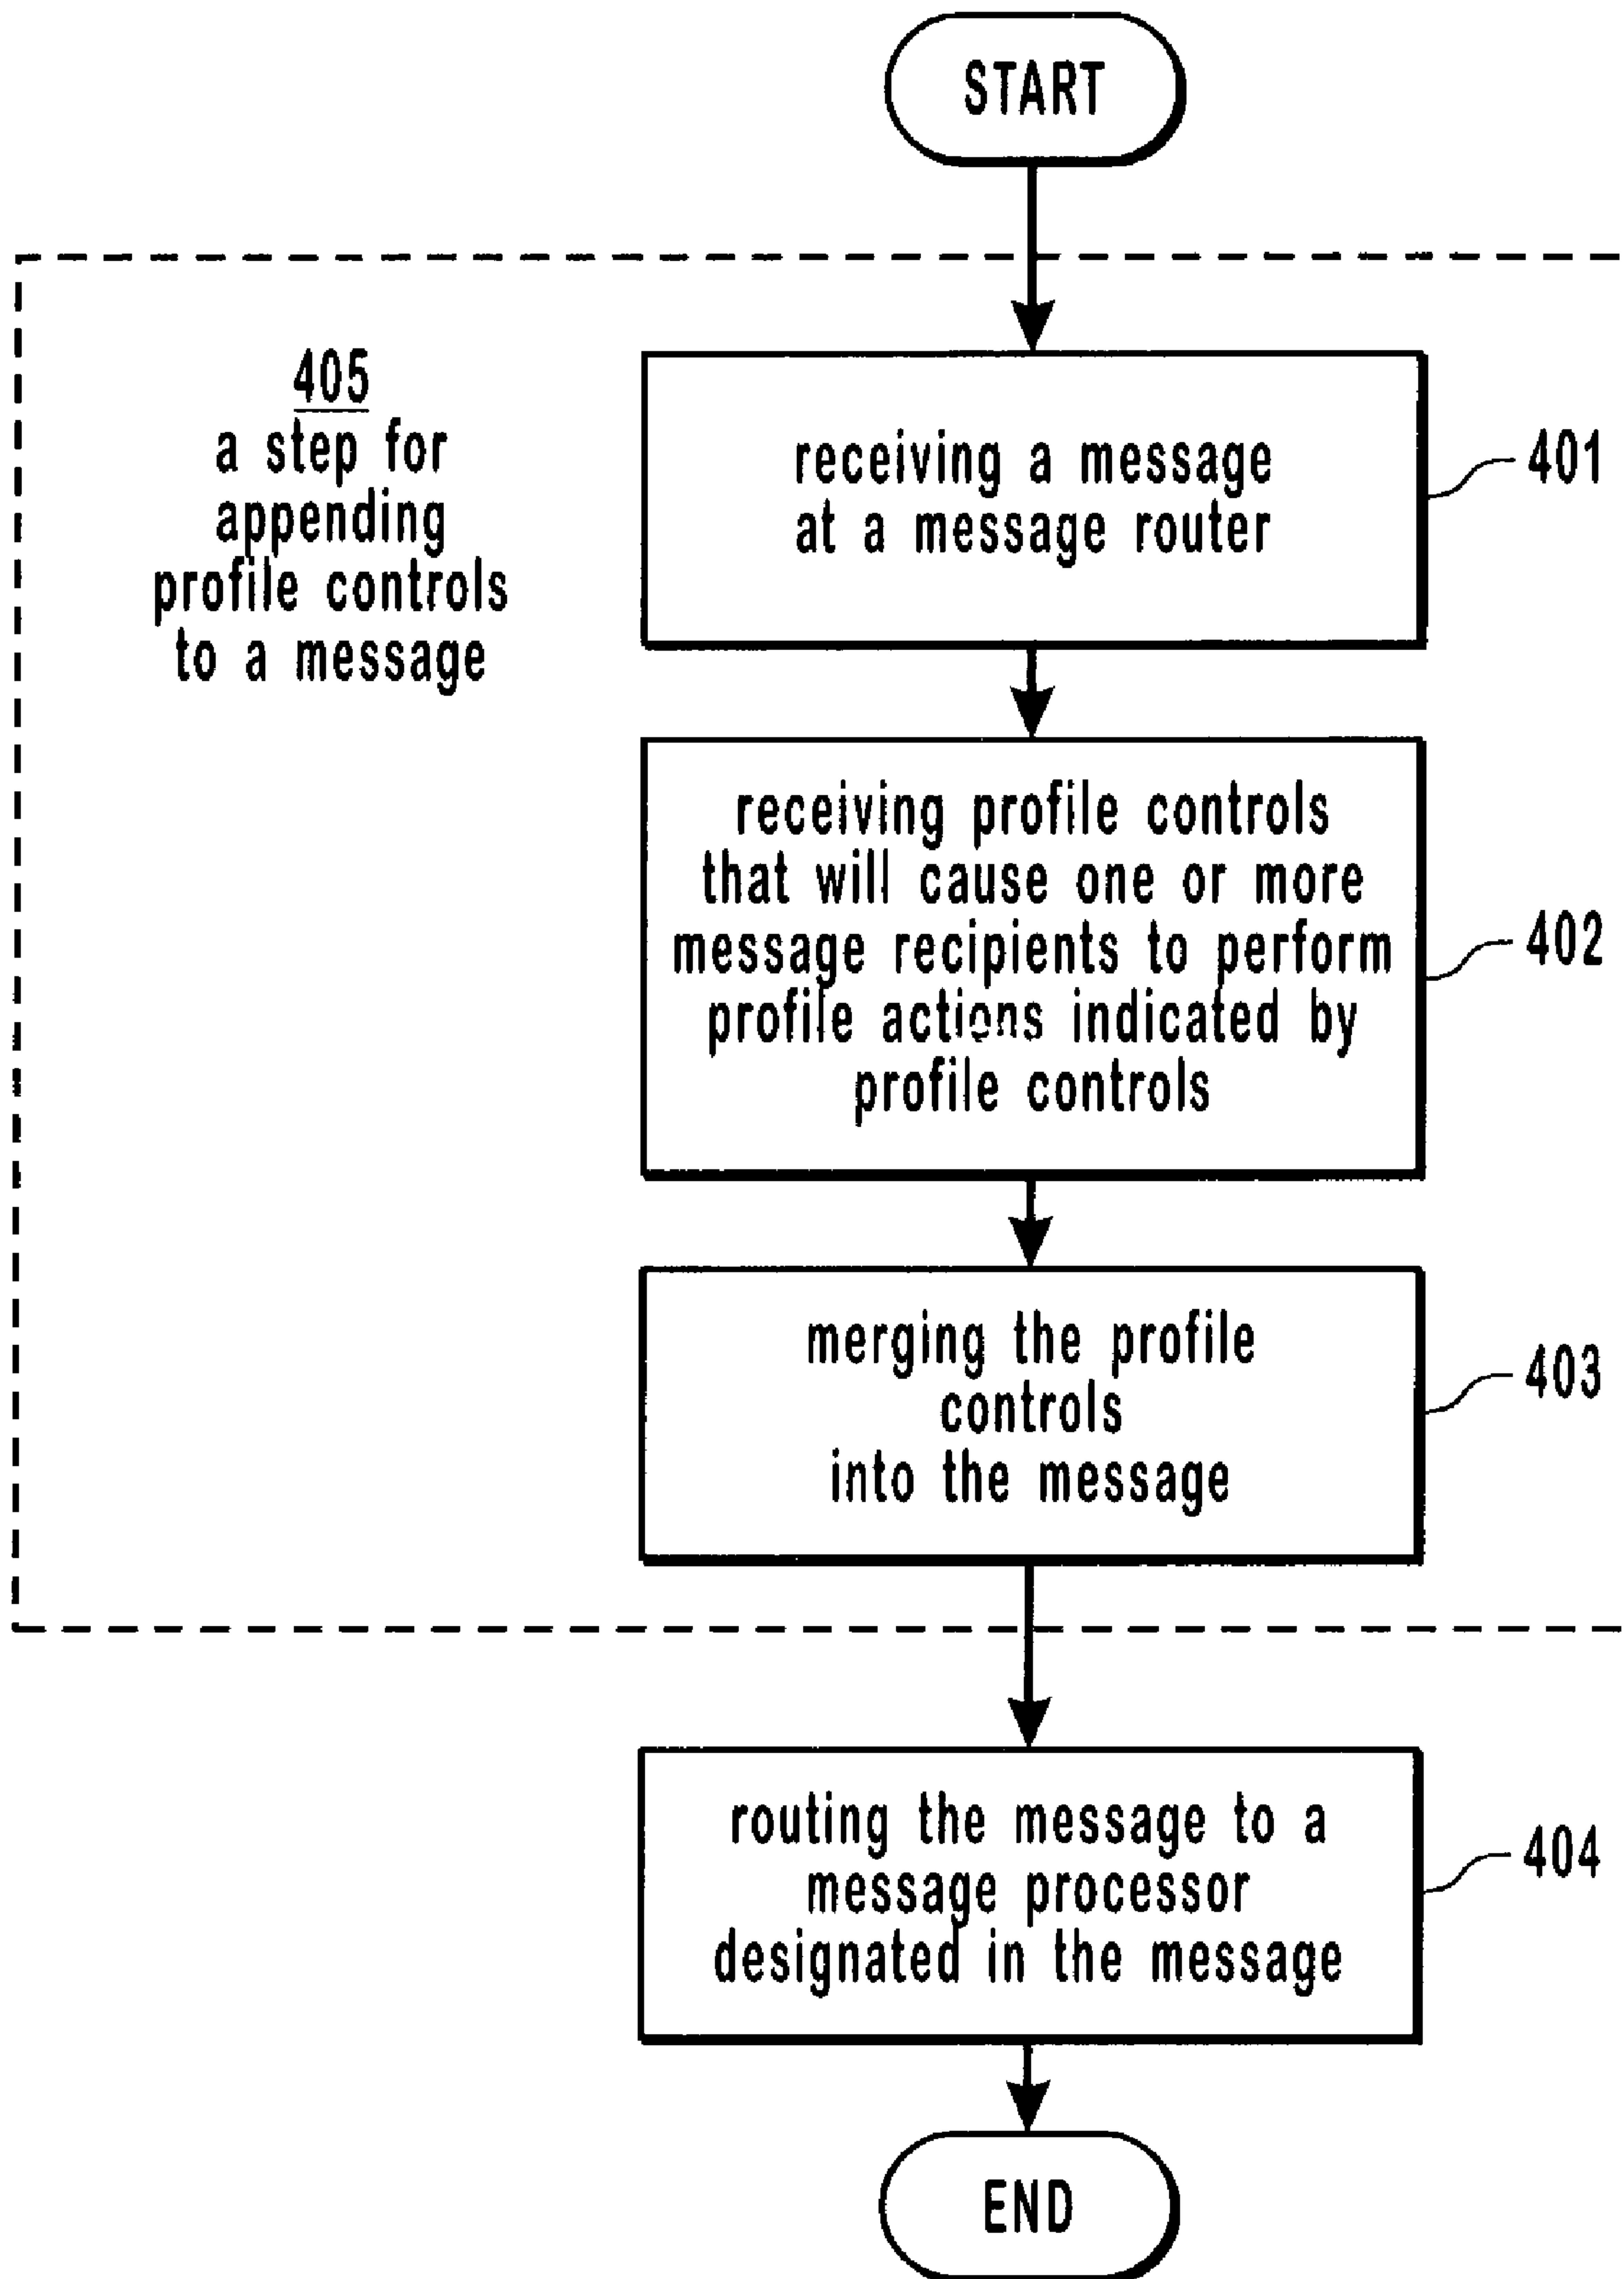 START
405
a step for
appending
profile controls
to a message
receiving a message
at a message router
401
receiving profile controls
that will cause one or more
message recipients to perform
profile actions indicated by
profile controls
402
merging the profile
controls
into the message
403
routing the message to a
message processor
designated in the message
404
END